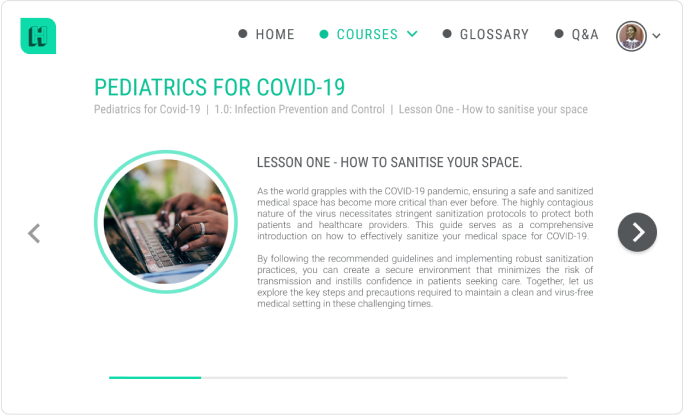 H
HOME
COURSES
GLOSSARY
Q&A
PEDIATRICS FOR COVID-19
Pediatrics for Covid-19 | 1.0: Infection Prevention and Control | Lesson One - How to sanitise your space
LESSON ONE - HOW TO SANITISE YOUR SPACE.
As the world grapples with the COVID-19 pandemic, ensuring a safe and sanitized
medical space has become more critical than ever before. The highly contagious
nature of the virus necessitates stringent sanitization protocols to protect both
patients and healthcare providers. This guide serves as a comprehensive
introduction on how to effectively sanitize your medical space for COVID-19.
By following the recommended guidelines and implementing robust sanitization
practices, you can create a secure environment that minimizes the risk of
transmission and instills confidence in patients seeking care. Together, let us
explore the key steps and precautions required to maintain a clean and virus-free
medical setting in these challenging times.